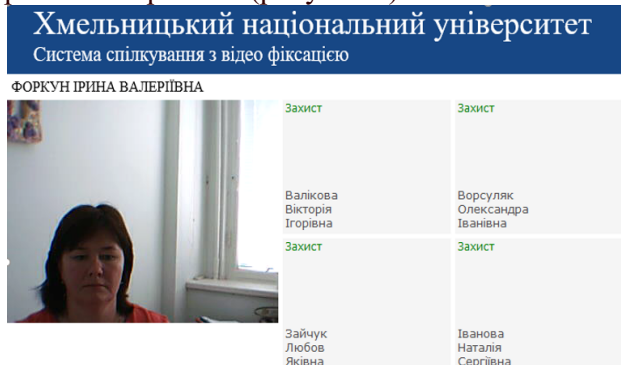 Хмельницький національний університет
Система спілкування з відео фіксацією
ФОРКУН ІРИНА ВАЛЕРІЇВНА
Захист
Захист
Валікова
Вікторія
Ігорівна
Ворсуляк
Олександра
Іванівна
Захист
Захист
Зайчук
Любов
Яківна
Іванова
Наталія
Сергіївна